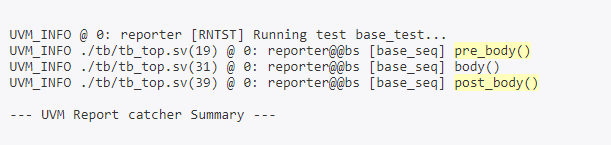 UVM_INFO @ 0: reporter [RNTST] Running test base_test...
UVM_INFO ./tb/tb_top.sv(19) @ 0: reporter@@bs [base_seq] pre_body()
UVM_INFO ./tb/tb_top.sv(31) @ 0: reporter@@bs [base_seq] body()
UVM_INFO ./tb/tb_top.sv(39) @ 0: reporter@@bs [base_seq] post_body()
--- UVM Report catcher Summary ---